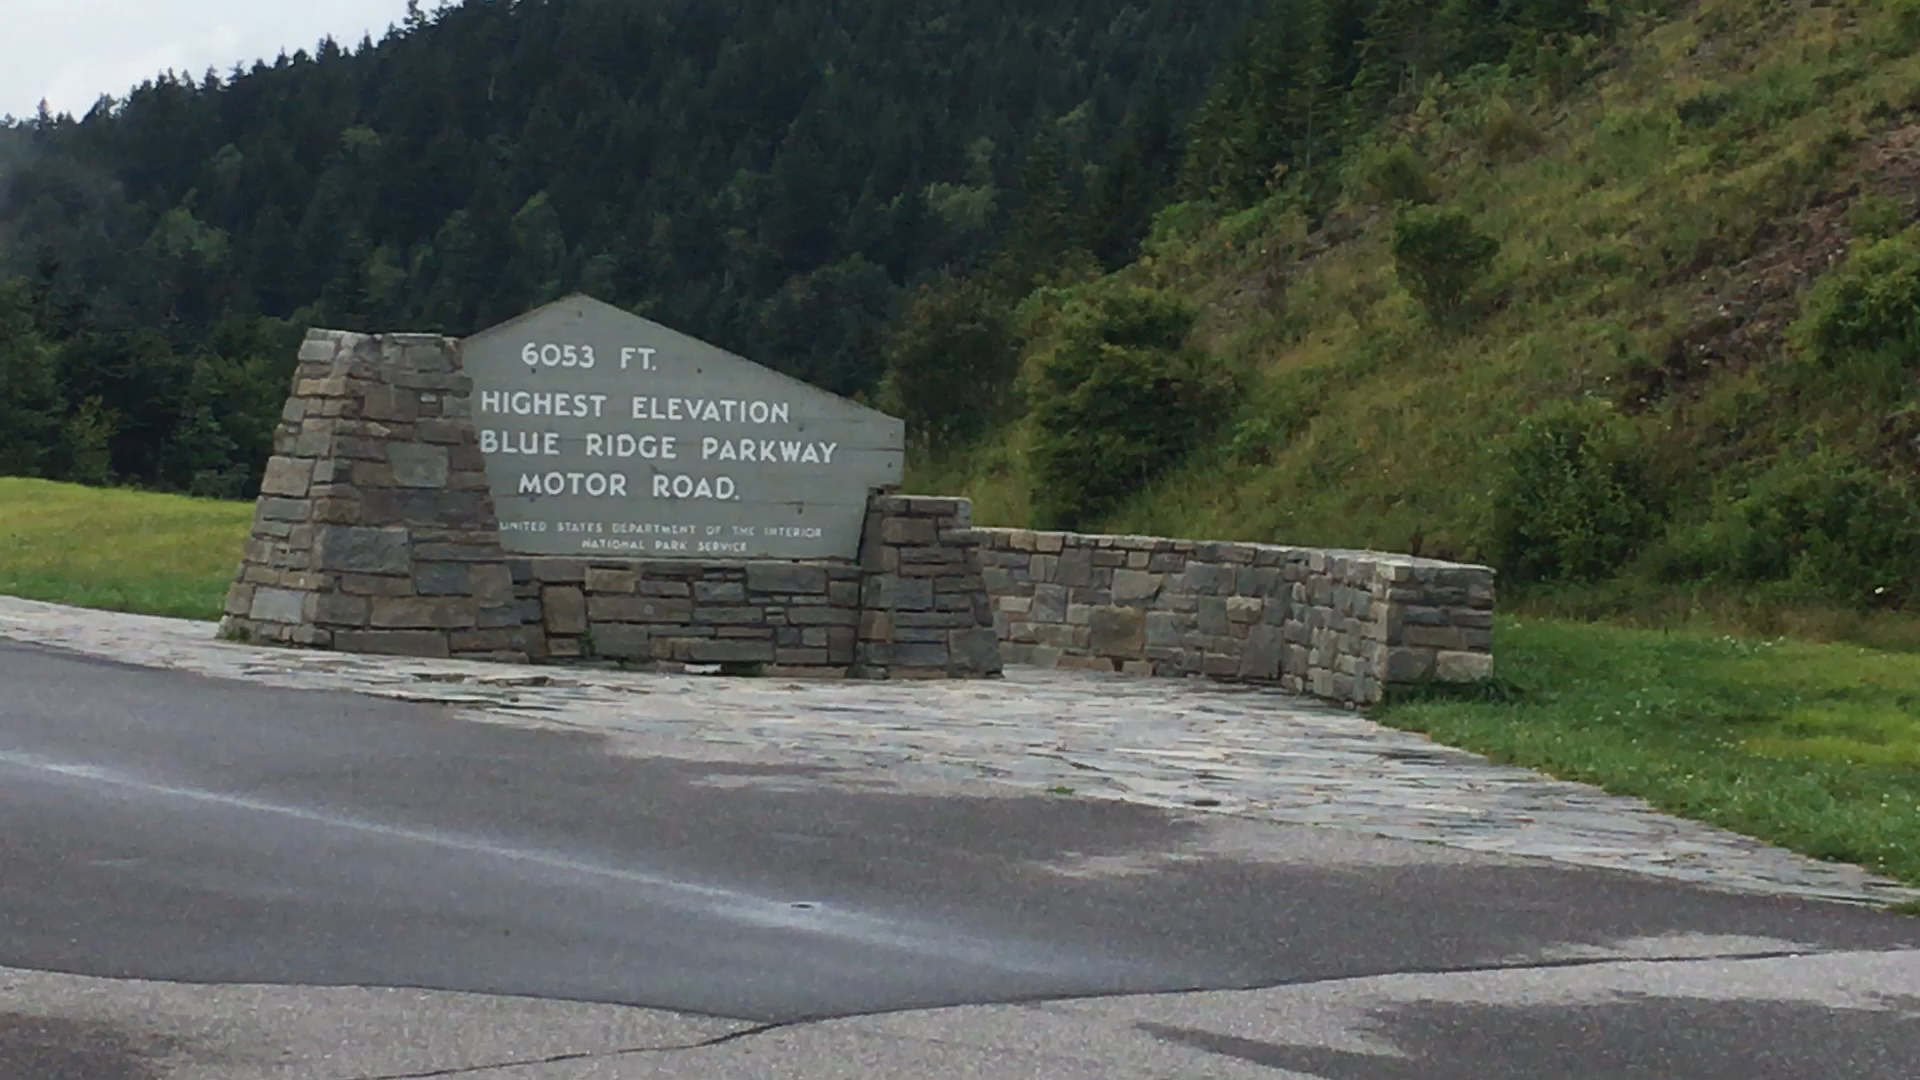 6053 FT.
HIGHEST ELEVATION
BLUE RIDGE PARKWAY
MOTOR ROAD.
UNITED STATES DEPARTMENT OF THE INTERIOR
NATIONAL PARK SERVICE